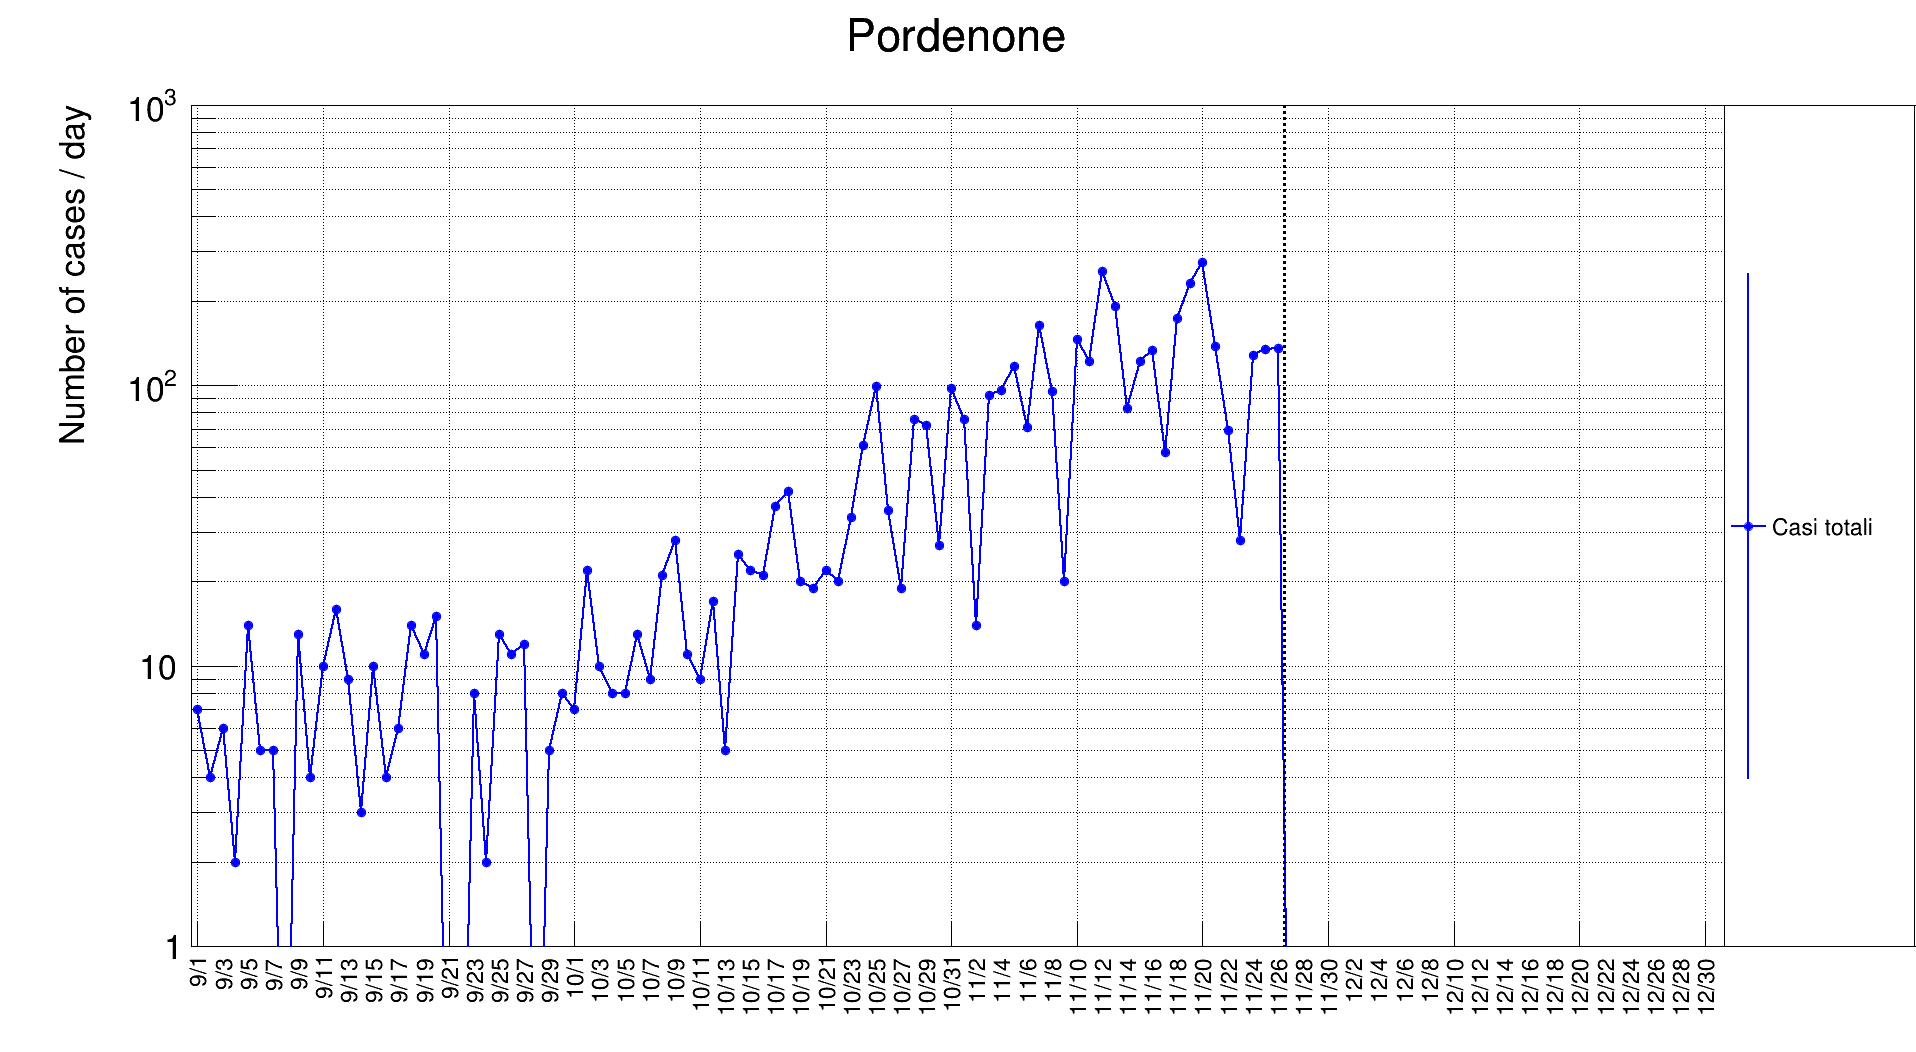 Pordenone
Number of cases / day
10³
10²
10
1
9/1 9/3 9/5 9/7 9/9 9/11 9/13 9/15 9/17 9/19 9/21 9/23 9/25 9/27 9/29 10/1 10/3 10/5 10/7 10/9 10/11 10/13 10/15 10/17 10/19 10/21 10/23 10/25 10/27 10/29 10/31 11/2 11/4 11/6 11/8 11/10 11/12 11/14 11/16 11/18 11/20 11/22 11/24 11/26 11/28 11/30 12/2 12/4 12/6 12/8 12/10 12/12 12/14 12/16 12/18 12/20 12/22 12/24 12/26 12/28 12/30
Casi totali